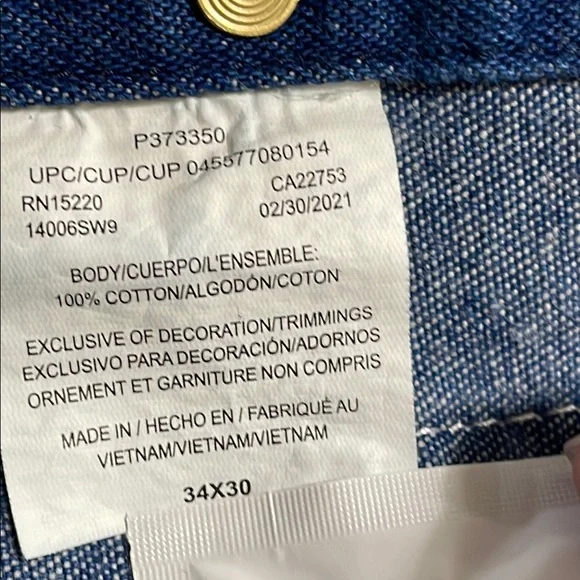 P373350
UPC/CUP/CUP 045577080154
RN15220 CA22753
14006SW9 02/30/2021
BODY/CUERPO/L'ENSEMBLE:
100% COTTON/ALGODÓN/COTON
EXCLUSIVE OF DECORATION/TRIMMINGS
EXCLUSIVO PARA DECORACIÓN/ADORNOS
ORNEMENT ET GARNITURE NON COMPRIS
MADE IN / HECHO EN / FABRIQUÉ AU
VIETNAM/VIETNAM/VIETNAM
34X30